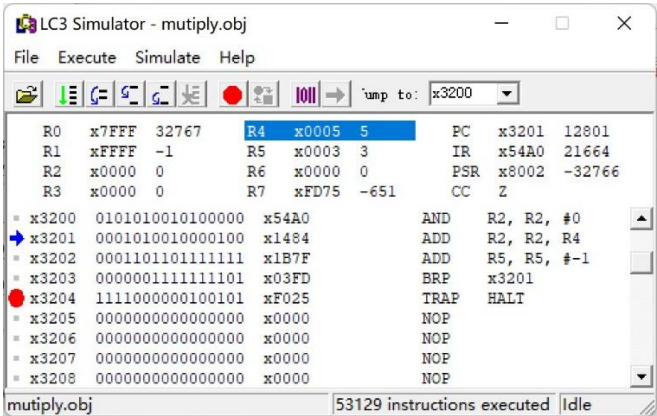 LC3 Simulator - mutiply.obj
File Execute Simulate Help
Jump to: x3200
R0 x7FFF 32767 R4 x0005 5 PC x3201 12801
R1 xFFFF -1 R5 x0003 3 IR x54A0 21664
R2 x0000 0 R6 x0000 0 PSR x8002 -32766
R3 x0000 0 R7 xFD75 -651 CC Z
x3200 0101010010100000 x54A0 AND R2, R2, #0
x3201 0001010010000100 x1484 ADD R2, R2, R4
x3202 0001101101111111 x1B7F ADD R5, R5, #-1
x3203 0000001111111101 x03FD BRP x3201
x3204 1111000000100101 xF025 TRAP HALT
x3205 0000000000000000 x0000 NOP
x3206 0000000000000000 x0000 NOP
x3207 0000000000000000 x0000 NOP
x3208 0000000000000000 x0000 NOP
mutiply.obj 53129 instructions executed Idle